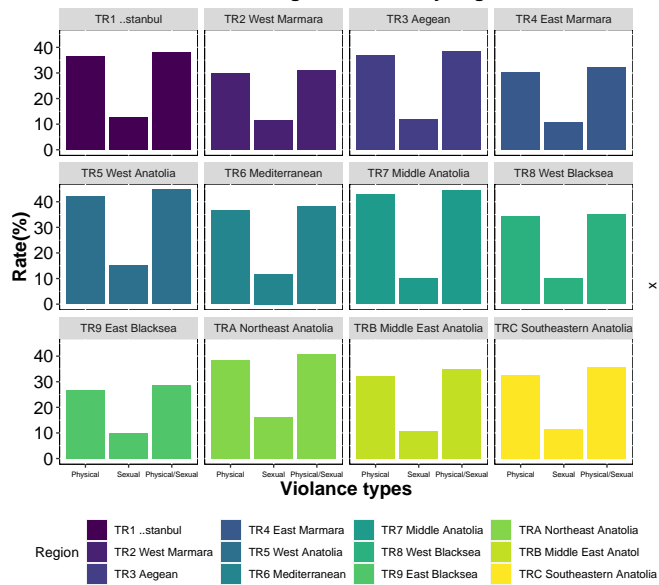 TR1 ..stanbul TR2 West Marmara TR3 Aegean TR4 East Marmara
40
30
20
10
0
TR5 West Anatolia TR6 Mediterranean TR7 Middle Anatolia TR8 West Blacksea
40
30
20
10
0
Rate(%)
x
TR9 East Blacksea TRA Northeast Anatolia TRB Middle East Anatolia TRC Southeastern Anatolia
40
30
20
10
0
Physical Sexual Physical/Sexual Physical Sexual Physical/Sexual Physical Sexual Physical/Sexual Physical Sexual Physical/Sexual
Violance types
Region
TR1 ..stanbul TR4 East Marmara TR7 Middle Anatolia TRA Northeast Anatolia
TR2 West Marmara TR5 West Anatolia TR8 West Blacksea TRB Middle East Anatol
TR3 Aegean TR6 Mediterranean TR9 East Blacksea TRC Southeastern Anatolia